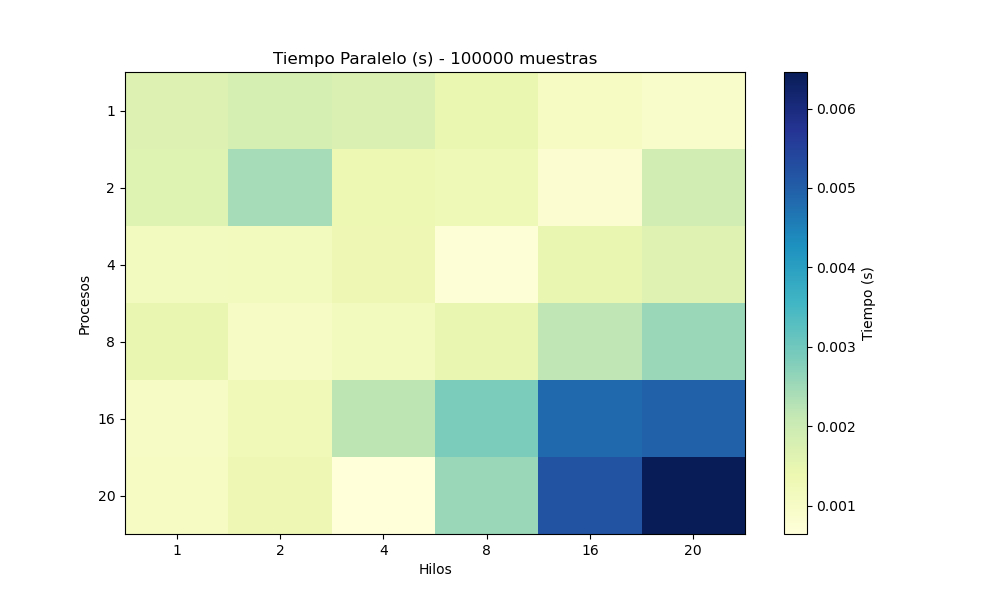 Tiempo Paralelo (s) - 100000 muestras
1
2
4
8
16
20
Procesos
1 2 4 8 16 20
Hilos
0.006
0.005
0.004
0.003
0.002
0.001
Tiempo (s)